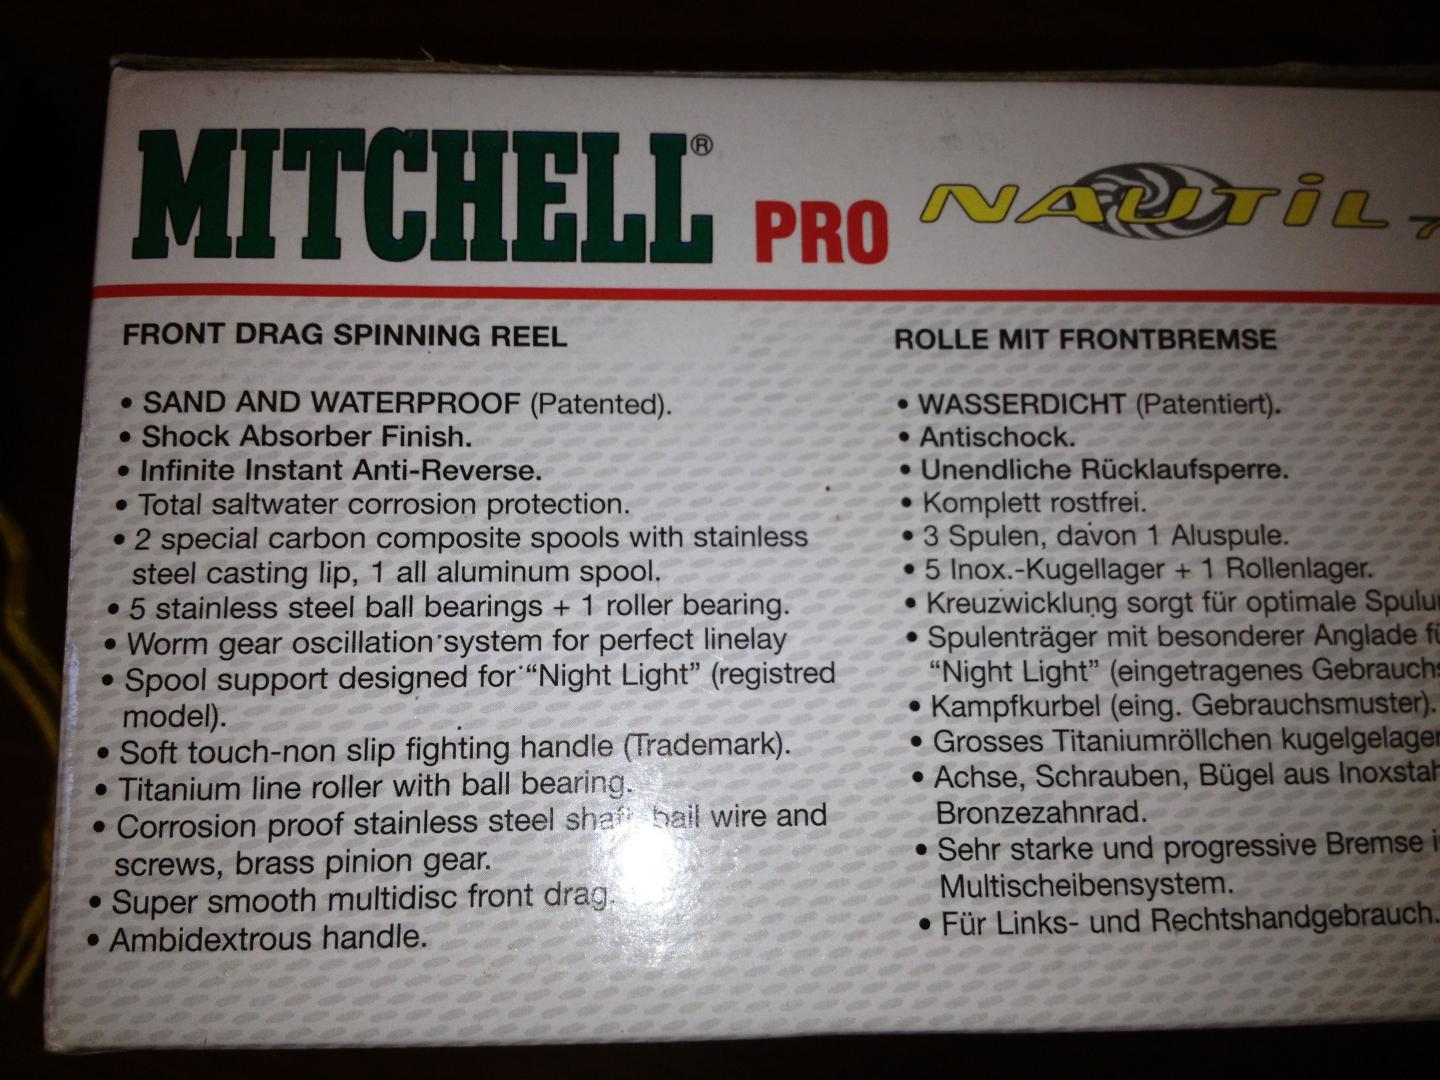 MITCHELL® PRO NAUTIL 7
FRONT DRAG SPINNING REEL
• SAND AND WATERPROOF (Patented).
• Shock Absorber Finish.
• Infinite Instant Anti-Reverse.
• Total saltwater corrosion protection.
• 2 special carbon composite spools with stainless
steel casting lip, 1 all aluminum spool.
• 5 stainless steel ball bearings + 1 roller bearing.
• Worm gear oscillation system for perfect linelay
• Spool support designed for “Night Light” (registred
model).
• Soft touch-non slip fighting handle (Trademark).
• Titanium line roller with ball bearing.
• Corrosion proof stainless steel shaft, bail wire and
screws, brass pinion gear.
• Super smooth multidisc front drag.
• Ambidextrous handle.
ROLLE MIT FRONTBREMSE
• WASSERDICHT (Patentiert).
• Antischock.
• Unendliche Rücklaufsperre.
• Komplett rostfrei.
• 3 Spulen, davon 1 Aluspule.
• 5 Inox.-Kugellager + 1 Rollenlager.
• Kreuzwicklung sorgt für optimale
• Spulenträger mit besonderer Anglade
“Night Light” (eingetragenes
• Kampfkurbel (eing. Gebrauchsmuster).
• Grosses Titaniumröllchen
• Achse, Schrauben, Bügel aus
Bronzezahnrad.
• Sehr starke und progressive Bremse
Multischeibensystem.
• Für Links- und Rechtshandgebrauch.